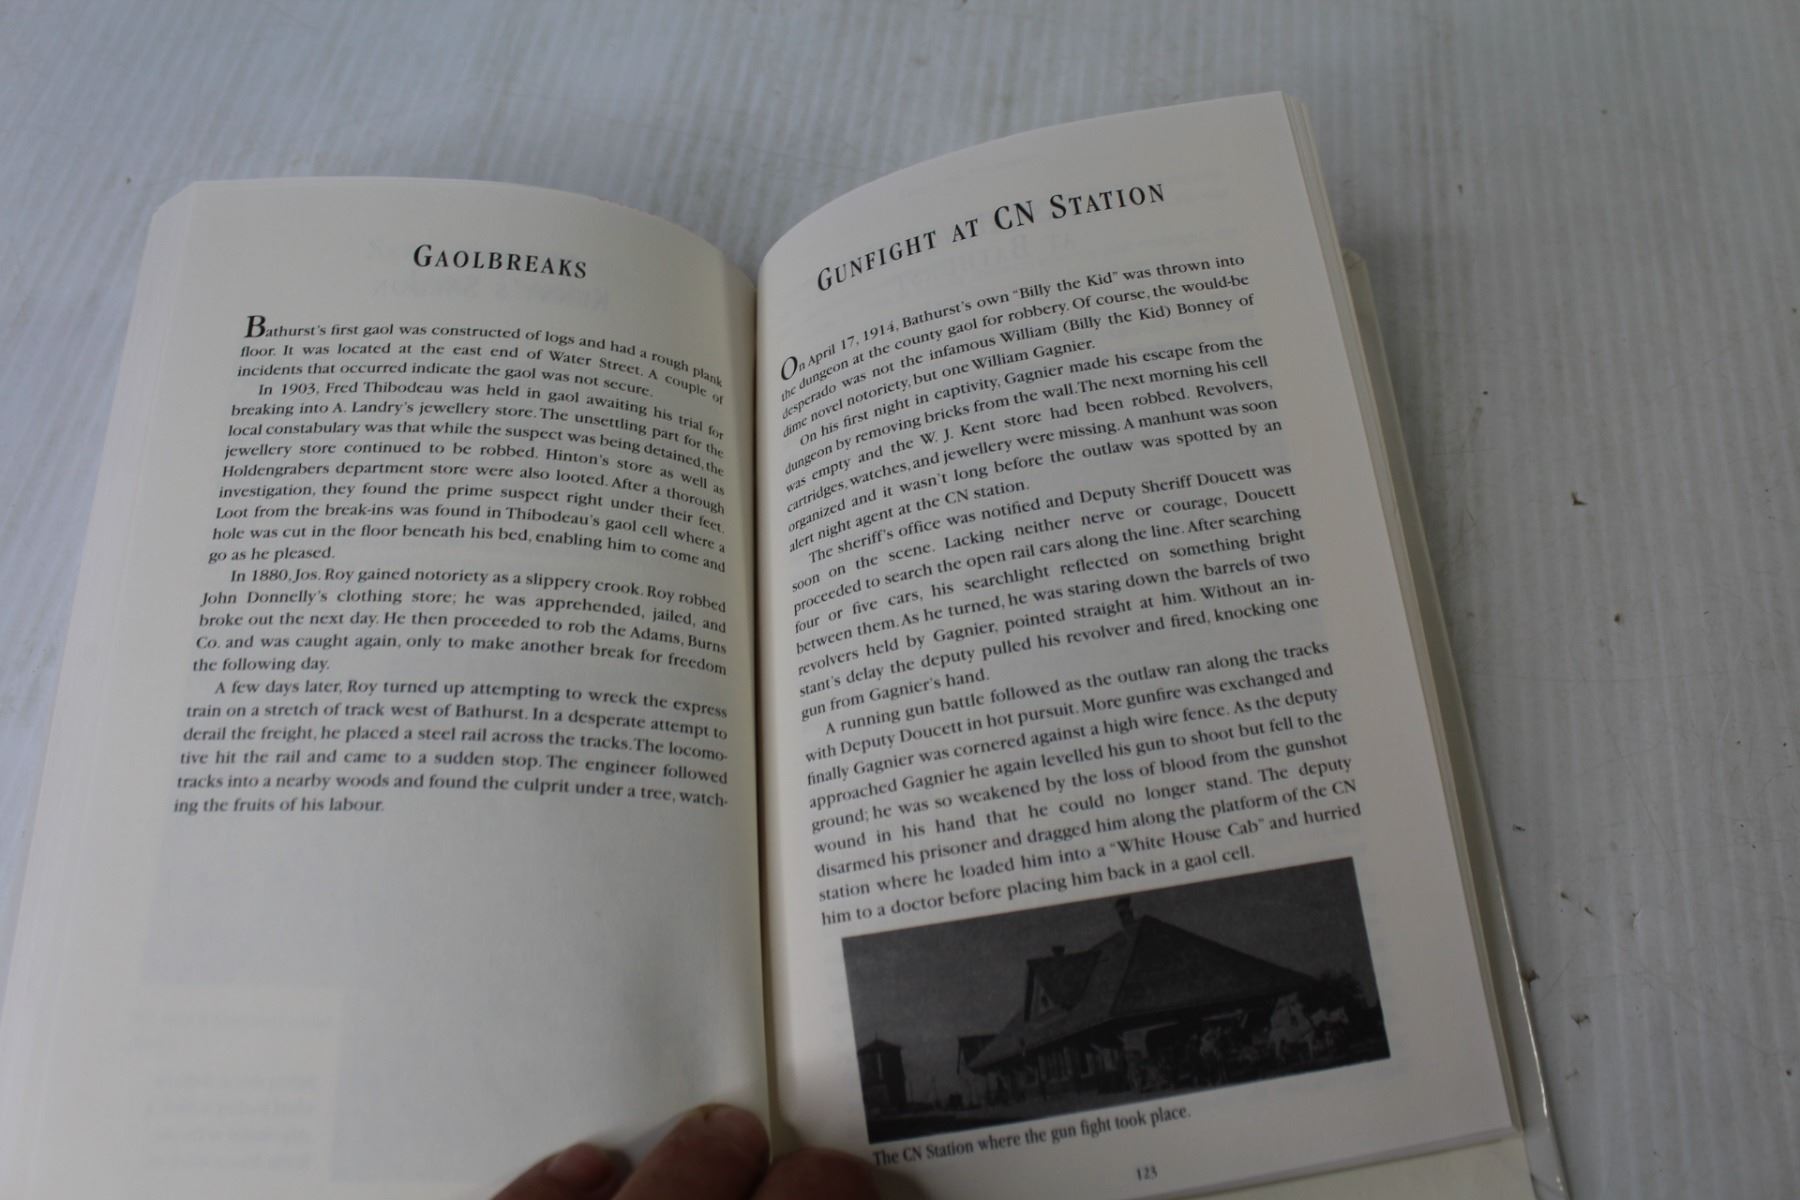 GAOLBREAKS
Bathurst's first gaol was constructed of logs and had a rough plank
floor. It was located at the east end of Water Street. A couple of
incidents that occurred indicate the gaol was not secure.
In 1903, Fred Thibodeau was held in gaol awaiting his trial for
breaking into A. Landry's jewellery store. The unsettling part for the
local constabulary was that while the suspect was being detained, the
jewellery store continued to be robbed. Hinton's store as well as
Holdengrabers department store were also looted. After a thorough
investigation, they found the prime suspect right under their feet.
Loot from the break-ins was found in Thibodeau's gaol cell where a
hole was cut in the floor beneath his bed, enabling him to come and
go as he pleased.
In 1880, Jos. Roy gained notoriety as a slippery crook. Roy robbed
John Donnelly's clothing store; he was apprehended, jailed, and
broke out the next day. He then proceeded to rob the Adams, Burns
Co. and was caught again, only to make another break for freedom
the following day.
A few days later, Roy turned up attempting to wreck the express
train on a stretch of track west of Bathurst. In a desperate attempt to
derail the freight, he placed a steel rail across the tracks. The locomo-
tive hit the rail and came to a sudden stop. The engineer followed
tracks into a nearby woods and found the culprit under a tree, watch-
ing the fruits of his labour.
GUNFIGHT AT CN STATION
On April 17, 1914, Bathurst's own "Billy the Kid" was thrown into
the dungeon at the county gaol for robbery. Of course, the would-be
desperado was not the infamous William (Billy the Kid) Bonney of
dime novel notoriety, but one William Gagnier.
On his first night in captivity, Gagnier made his escape from the
dungeon by removing bricks from the wall. The next morning his cell
was empty and the W. J. Kent store had been robbed. Revolvers,
cartridges, watches, and jewellery were missing. A manhunt was soon
organized and it wasn't long before the outlaw was spotted by an
alert night agent at the CN station.
The sheriff's office was notified and Deputy Sheriff Doucett was
soon on the scene. Lacking neither nerve or courage, Doucett
proceeded to search the open rail cars along the line. After searching
four or five cars, his searchlight reflected on something bright
between them. As he turned, he was staring down the barrels of two
revolvers held by Gagnier, pointed straight at him. Without an in-
stant's delay the deputy pulled his revolver and fired, knocking one
gun from Gagnier's hand.
A running gun battle followed as the outlaw ran along the tracks
with Deputy Doucett in hot pursuit. More gunfire was exchanged and
finally Gagnier was cornered against a high wire fence. As the deputy
approached Gagnier he again levelled his gun to shoot but fell to the
ground; he was so weakened by the loss of blood from the gunshot
wound in his hand that he could no longer stand. The deputy
disarmed his prisoner and dragged him along the platform of the CN
station where he loaded him into a "White House Cab" and hurried
him to a doctor before placing him back in a gaol cell.
The CN Station where the gun fight took place.
123